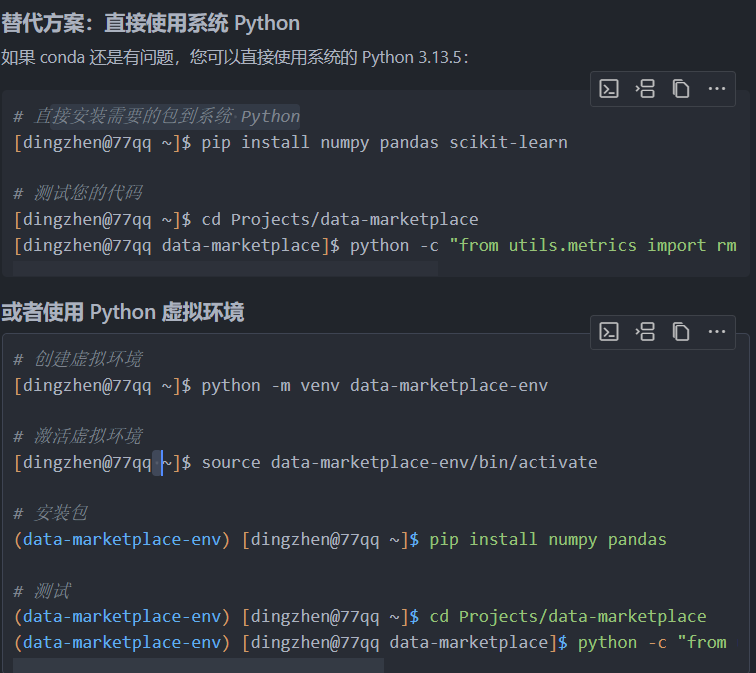 替代方案：直接使用系统 Python
如果 conda 还是有问题，您可以直接使用系统的 Python 3.13.5：
# 直接安装需要的包到系统 Python
[dingzhen@77qq ~]$ pip install numpy pandas scikit-learn
# 测试您的代码
[dingzhen@77qq ~]$ cd Projects/data-marketplace
[dingzhen@77qq data-marketplace]$ python -c "from utils.metrics import rm
或者使用 Python 虚拟环境
# 创建虚拟环境
[dingzhen@77qq ~]$ python -m venv data-marketplace-env
# 激活虚拟环境
[dingzhen@77qq ~]$ source data-marketplace-env/bin/activate
# 安装包
(data-marketplace-env) [dingzhen@77qq ~]$ pip install numpy pandas
# 测试
(data-marketplace-env) [dingzhen@77qq ~]$ cd Projects/data-marketplace
(data-marketplace-env) [dingzhen@77qq data-marketplace]$ python -c "from